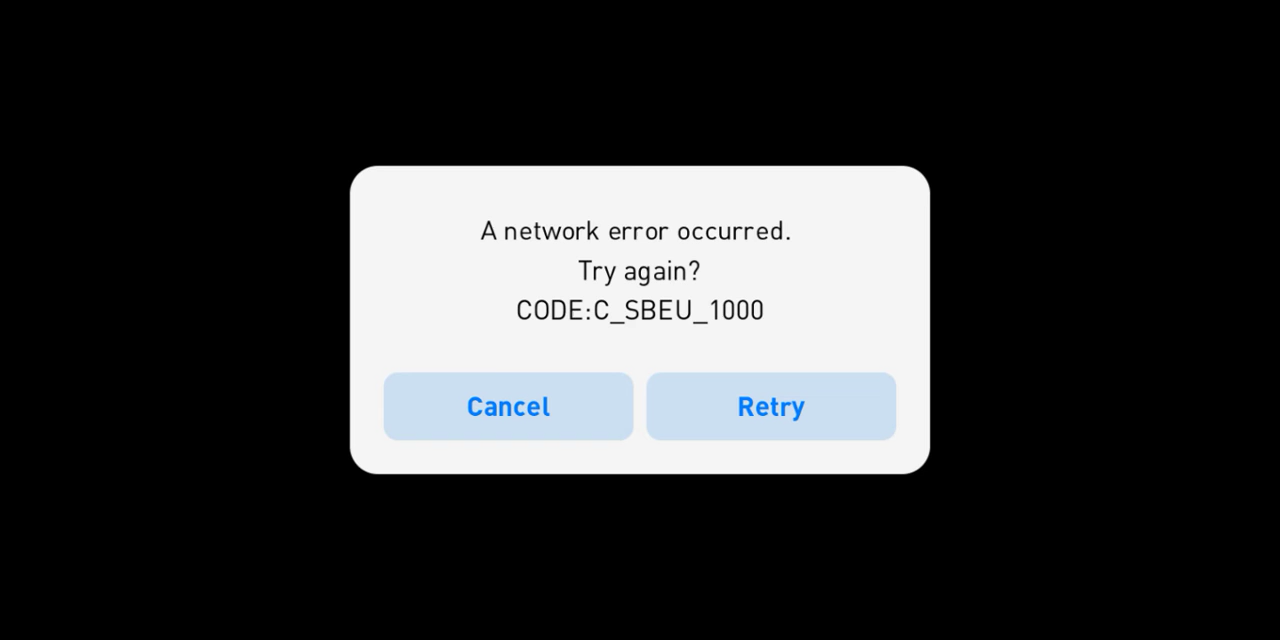 A network error occurred.
Try again?
CODE:C_SBEU_1000
Cancel
Retry